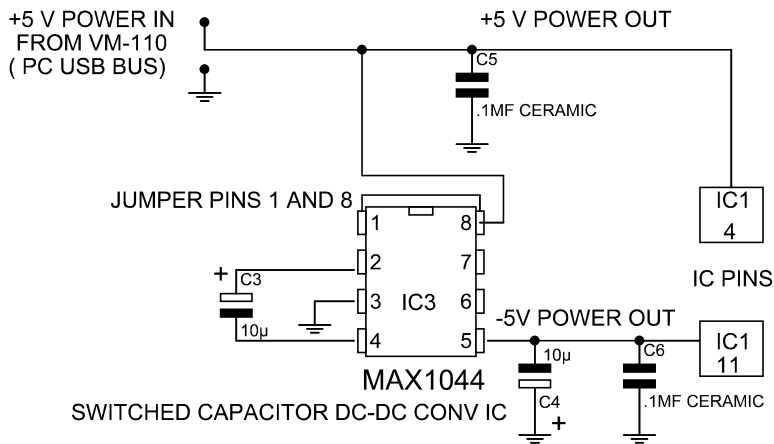 +5 V POWER IN
FROM VM-110
( PC USB BUS)
+5 V POWER OUT
C5
.1MF CERAMIC
JUMPER PINS 1 AND 8
1 8
2 7
3 6
4 5
IC3
IC1
4
IC PINS
+
C3
10µ
-5V POWER OUT
IC1
11
10µ
C4
+
C6
.1MF CERAMIC
MAX1044
SWITCHED CAPACITOR DC-DC CONV IC